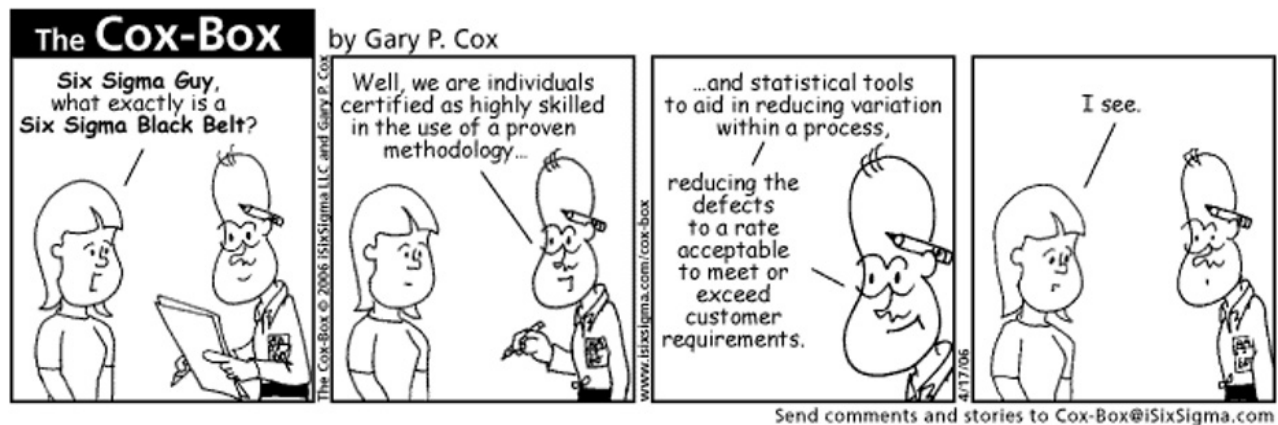 The Cox-Box by Gary P. Cox
Six Sigma Guy,
what exactly is a
Six Sigma Black Belt?
The Cox-Box © 2006 iSixSigma LLC and Gary P. Cox
Well, we are individuals
certified as highly skilled
in the use of a proven
methodology...
www.isixsigma.com/cox-box
...and statistical tools
to aid in reducing variation
within a process,
reducing the
defects
to a rate
acceptable
to meet or
exceed
customer
requirements.
4/17/06
I see.
Send comments and stories to Cox-Box@iSixSigma.com